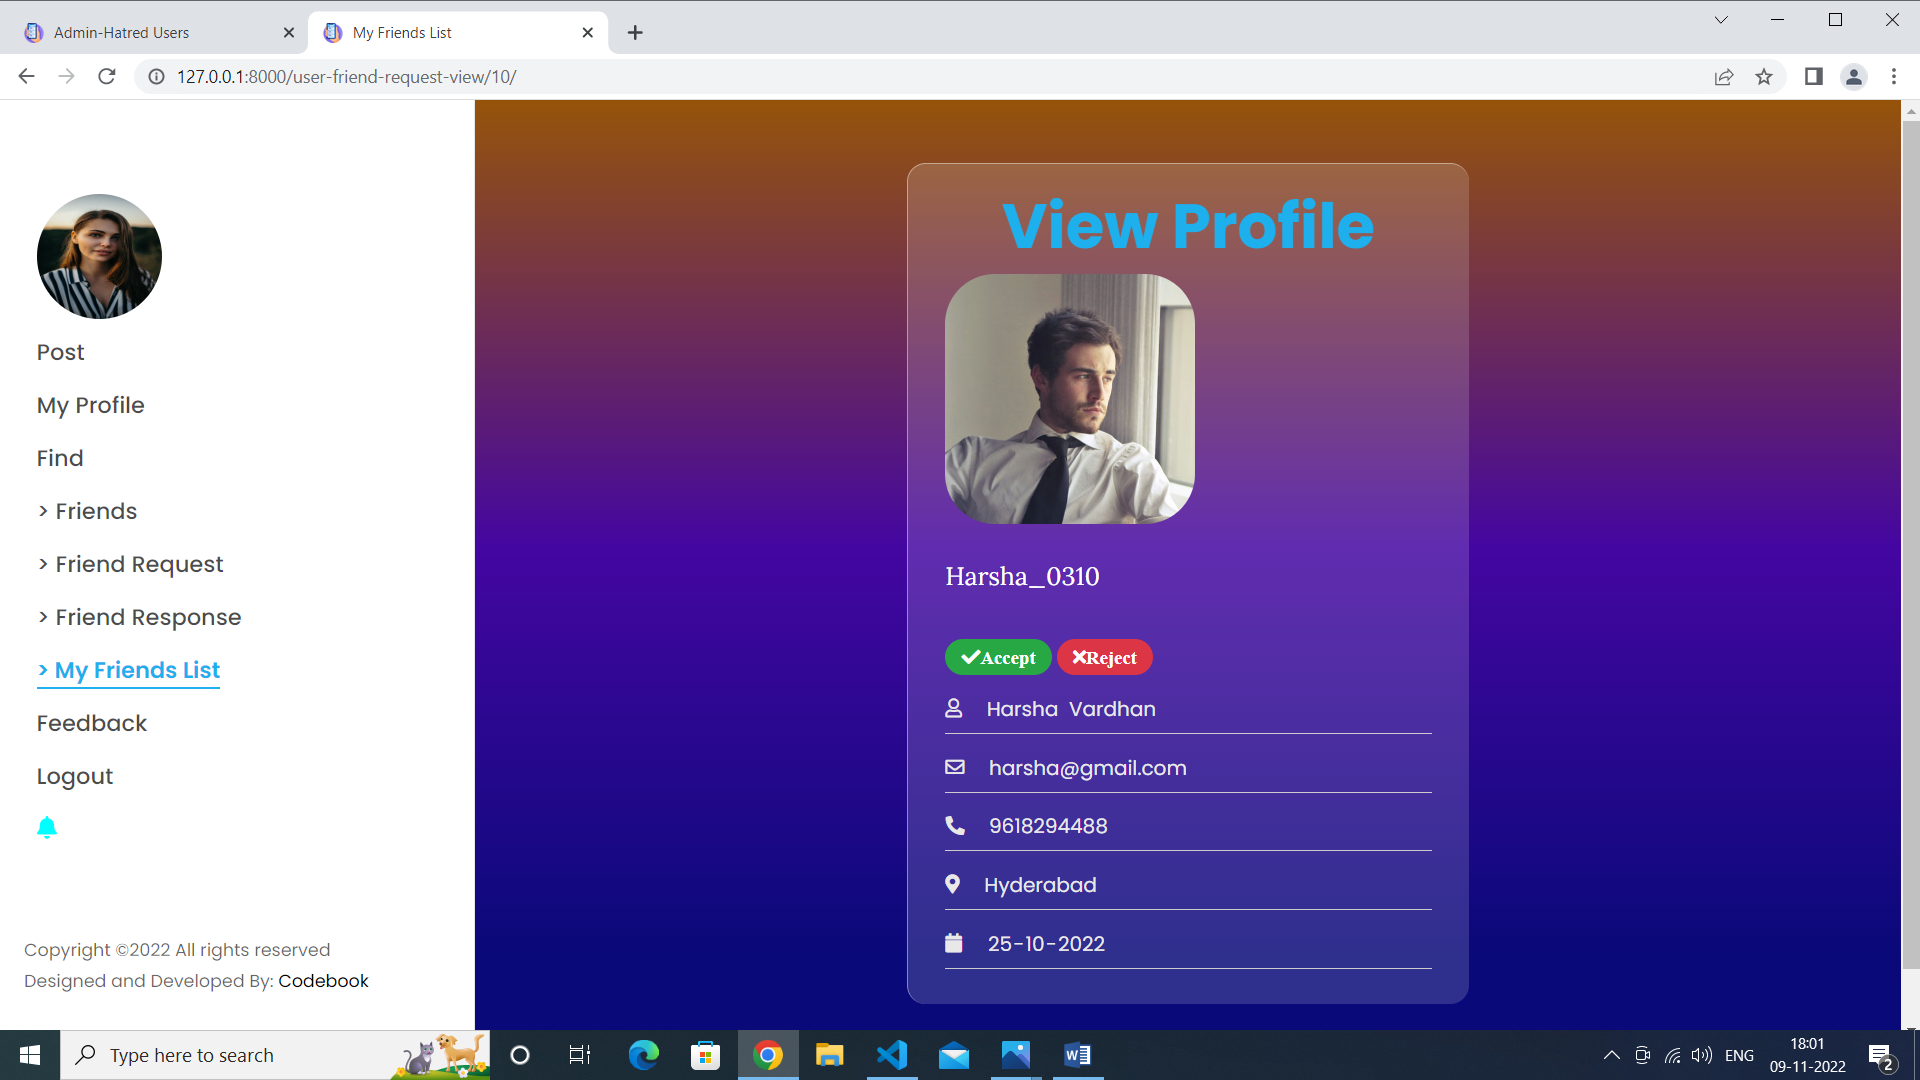 Admin-Hatred Users
My Friends List
127.0.0.1:8000/user-friend-request-view/10/
Post
My Profile
Find
> Friends
> Friend Request
> Friend Response
> My Friends List
Feedback
Logout
Copyright ©2022 All rights reserved
Designed and Developed By: Codebook
View Profile
Harsha_0310
Accept Reject
Harsha Vardhan
harsha@gmail.com
9618294488
Hyderabad
25-10-2022
Type here to search
ENG
18:01
09-11-2022
2